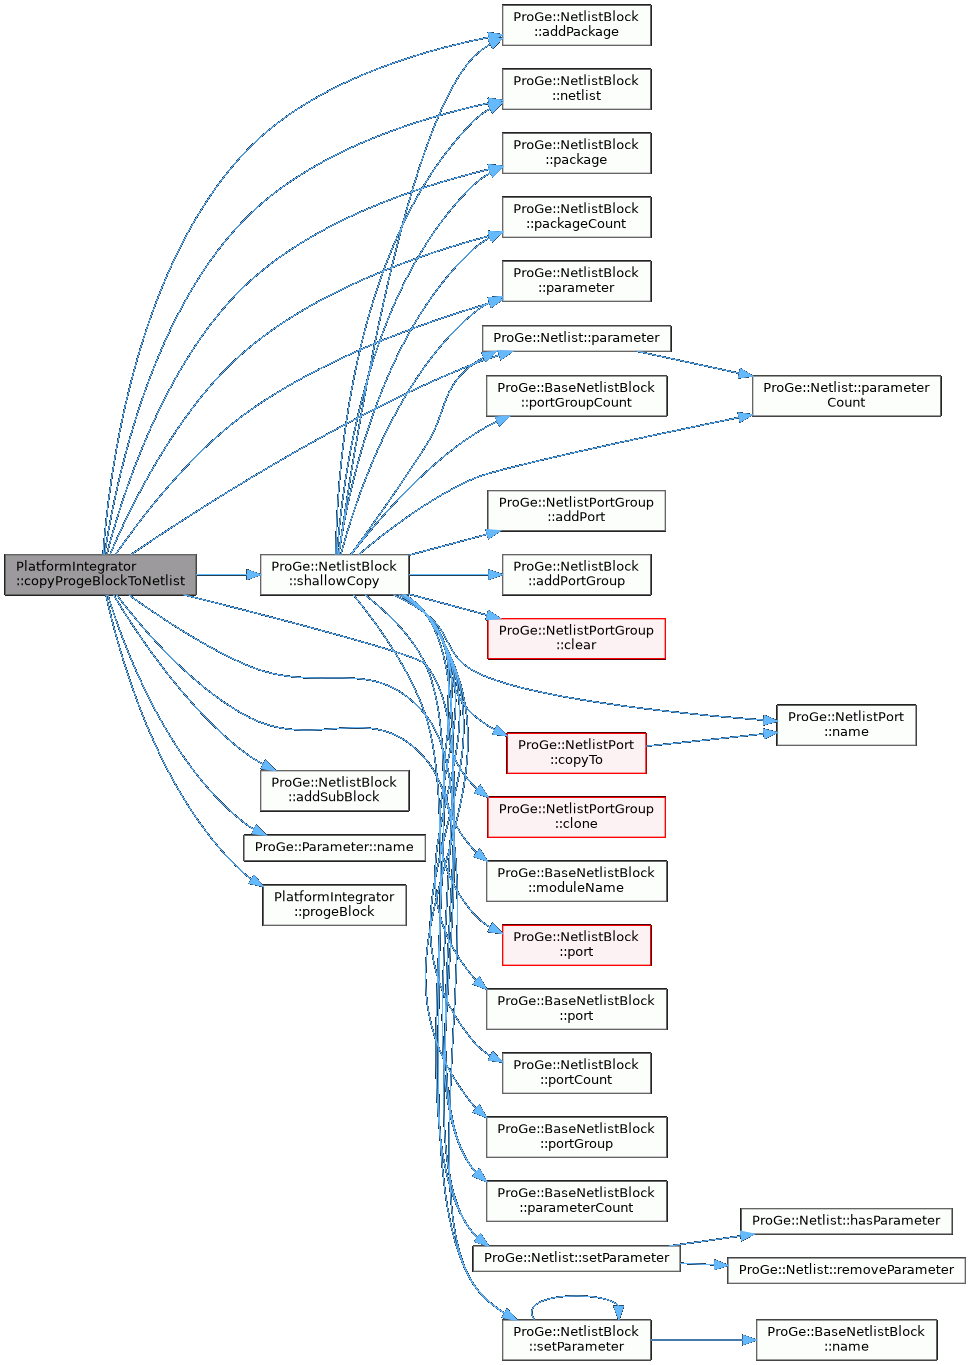 ProGe::NetlistBlock
::addPackage
ProGe::NetlistBlock
::netlist
ProGe::NetlistBlock
::package
ProGe::NetlistBlock
::packageCount
ProGe::NetlistBlock
::parameter
ProGe::Netlist::parameter
ProGe::BaseNetlistBlock
::portGroupCount
ProGe::Netlist::parameter
Count
ProGe::NetlistPortGroup
::addPort
PlatformIntegrator
::copyProgeBlockToNetlist
ProGe::NetlistBlock
::shallowCopy
ProGe::NetlistBlock
::addPortGroup
ProGe::NetlistPortGroup
::clear
ProGe::NetlistPort
::name
ProGe::NetlistPort
::copyTo
ProGe::NetlistBlock
::addSubBlock
ProGe::NetlistPortGroup
::clone
ProGe::Parameter::name
ProGe::BaseNetlistBlock
::moduleName
PlatformIntegrator
::progeBlock
ProGe::NetlistBlock
::port
ProGe::BaseNetlistBlock
::port
ProGe::NetlistBlock
::portCount
ProGe::BaseNetlistBlock
::portGroup
ProGe::BaseNetlistBlock
::parameterCount
ProGe::Netlist::hasParameter
ProGe::Netlist::setParameter
ProGe::Netlist::removeParameter
ProGe::NetlistBlock
::setParameter
ProGe::BaseNetlistBlock
::name